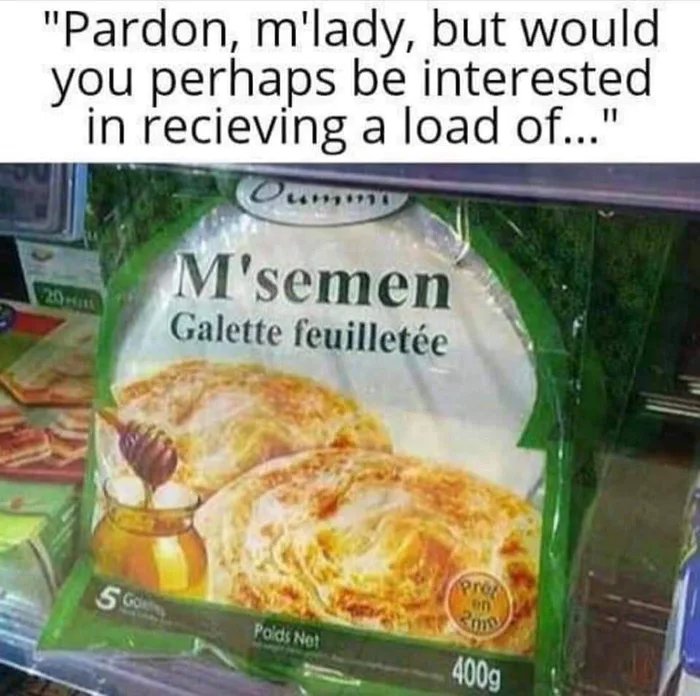 "Pardon, m'lady, but would
you perhaps be interested
in recieving a load of..."
M'semen
Galette feuilletée
20
5
Prêt
en
2mn
Poids Net
400g